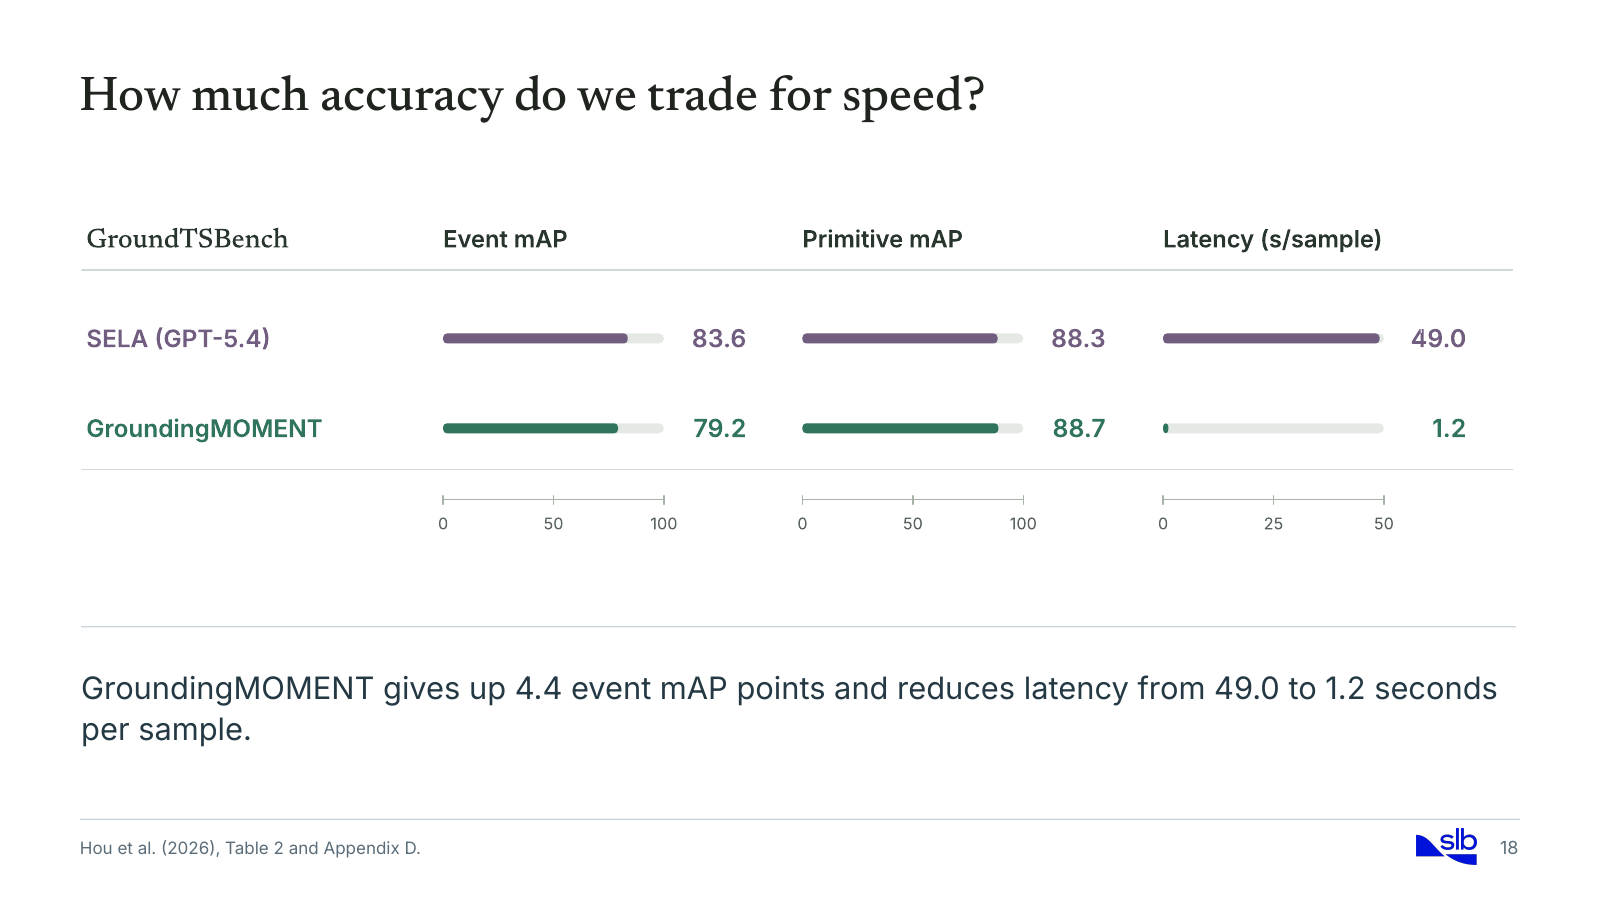 How much accuracy do we trade for speed?
GroundTSBench Event mAP Primitive mAP Latency (s/sample)
SELA (GPT-5.4) 83.6 88.3 49.0
GroundingMOMENT 79.2 88.7 1.2
0 50 100 0 50 100 0 25 50
GroundingMOMENT gives up 4.4 event mAP points and reduces latency from 49.0 to 1.2 seconds
per sample.
Hou et al. (2026), Table 2 and Appendix D. slb 18